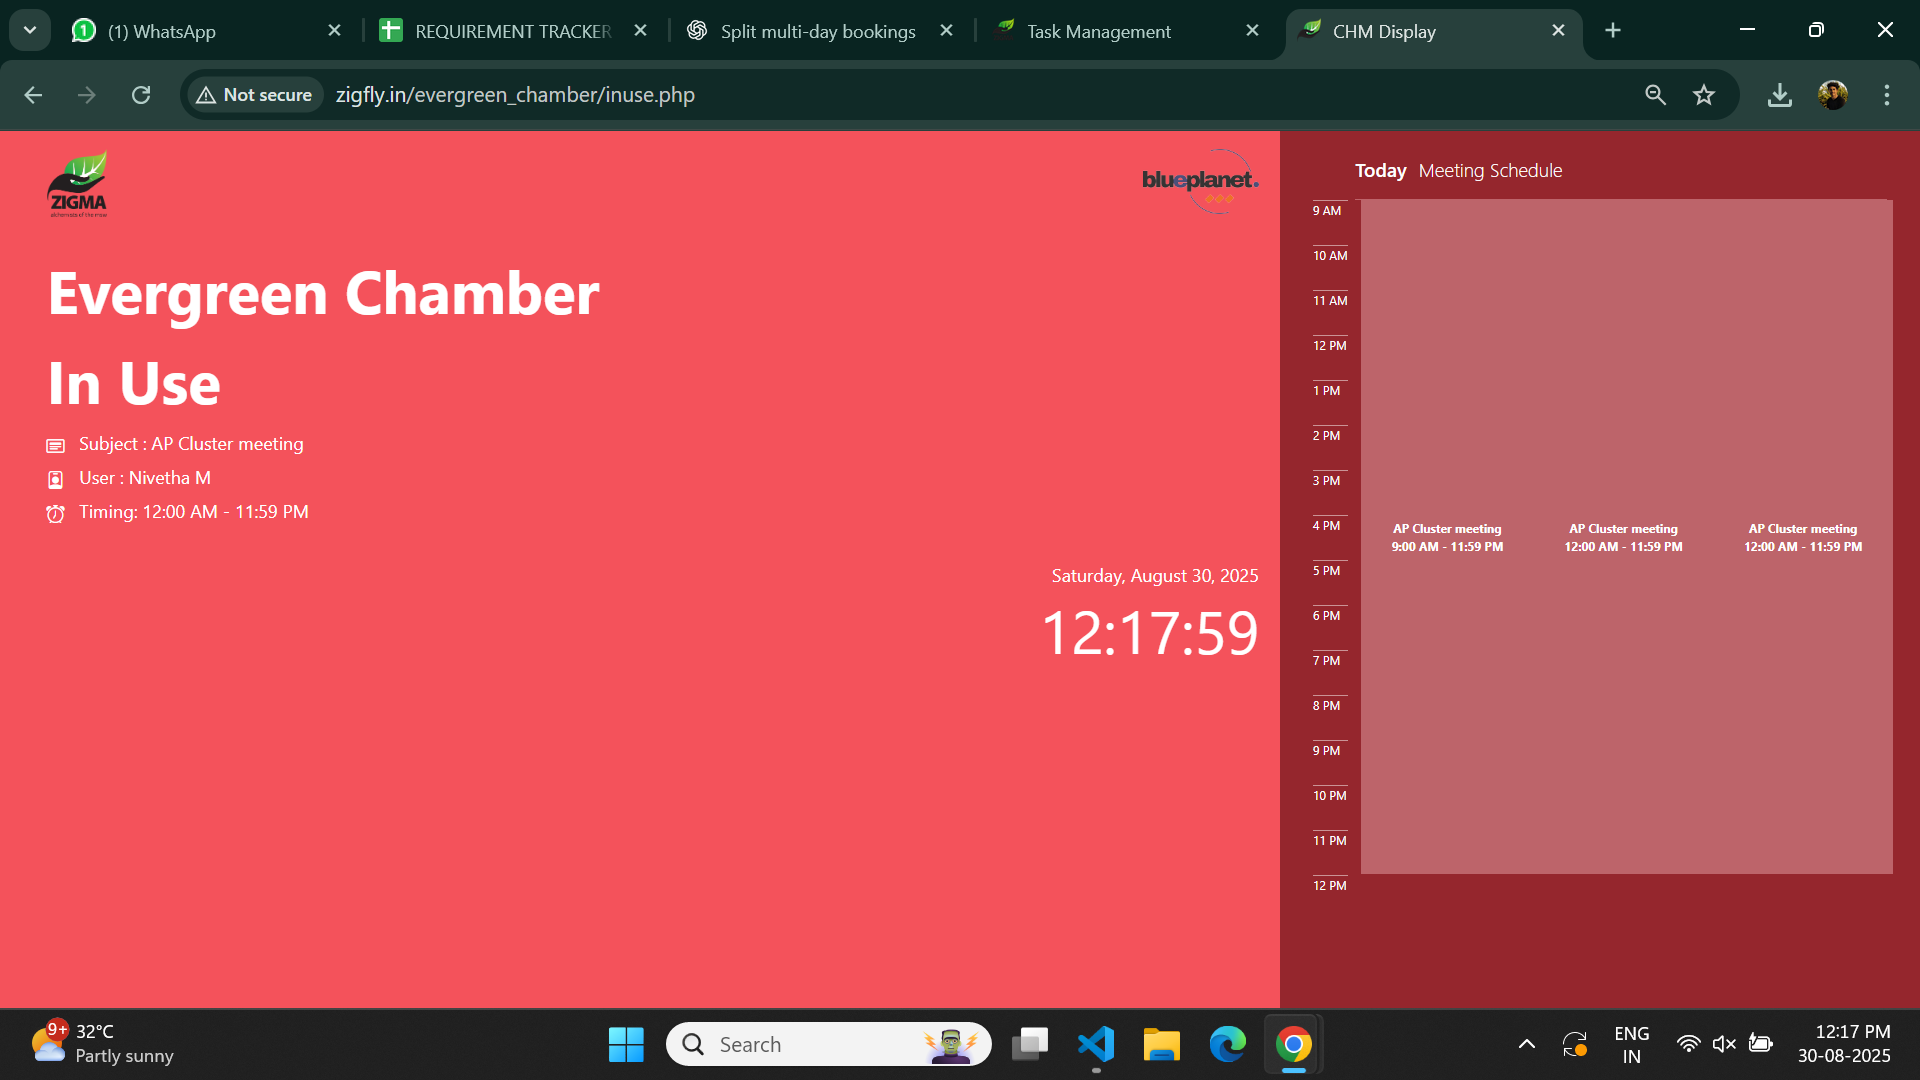 (1) WhatsApp
REQUIREMENT TRACKER
Split multi-day bookings
Task Management
CHM Display
Not secure
zigfly.in/evergreen_chamber/inuse.php
ZIGMA
blueplanet.
Evergreen Chamber
In Use
Subject : AP Cluster meeting
User : Nivetha M
Timing: 12:00 AM - 11:59 PM
Saturday, August 30, 2025
12:17:59
Today Meeting Schedule
9 AM
10 AM
11 AM
12 PM
1 PM
2 PM
3 PM
4 PM
5 PM
6 PM
7 PM
8 PM
9 PM
10 PM
11 PM
12 PM
AP Cluster meeting
9:00 AM - 11:59 PM
AP Cluster meeting
12:00 AM - 11:59 PM
AP Cluster meeting
12:00 AM - 11:59 PM
9+
32°C
Partly sunny
Search
ENG
IN
12:17 PM
30-08-2025